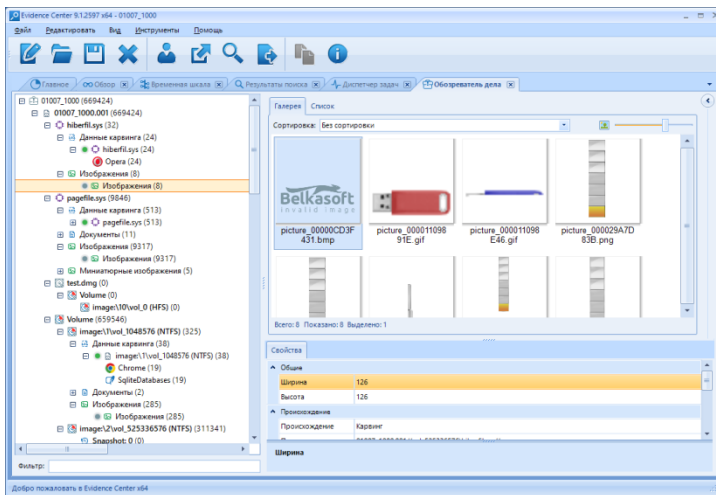 Evidence Center 9.1.2597 x64 - 01007_1000
Файл Редактировать Вид Инструменты Помощь
Главное Обзор Временная шкала Результаты поиска Диспетчер задач Обозреватель дела
01007_1000 (669424)
01007_1000.001 (669424)
hiberfil.sys (32)
Данные карвинга (24)
hiberfil.sys (24)
Opera (24)
Изображения (8)
Изображения (8)
pagefile.sys (9846)
Данные карвинга (513)
pagefile.sys (513)
Документы (11)
Изображения (9317)
Изображения (9317)
Миниатюрные изображения (5)
test.dmg (0)
Volume (0)
image:\10\vol_0 (HFS) (0)
Volume (659546)
image:\1\vol_1048576 (NTFS) (325)
Данные карвинга (38)
image:\1\vol_1048576 (NTFS) (38)
Chrome (19)
SqliteDatabases (19)
Документы (2)
Изображения (285)
Изображения (285)
image:\2\vol_525336576 (NTFS) (311341)
Snapshot: 0 (0)
Фильтр:
Галерея Список
Сортировка: Без сортировки
Belkasoft
invalid image
picture_00000CD3F
431.bmp
picture_000011098
91E.gif
picture_000011098
E46.gif
picture_000029A7D
83B.png
Всего: 8 Показано: 8 Выделено: 1
Свойства
Общие
Ширина 126
Высота 126
Происхождение
Происхождение Карвинг
Ширина
Добро пожаловать в Evidence Center x64